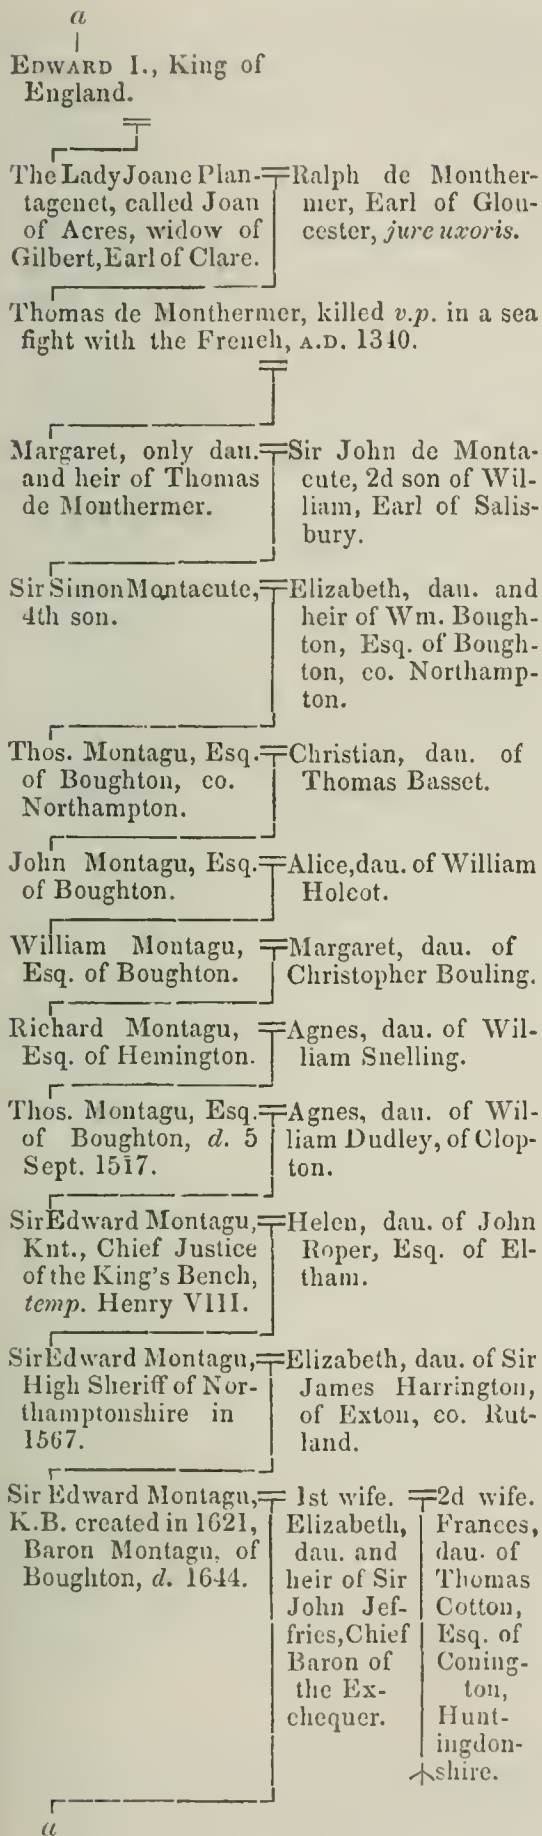 a
EDWARD I., King of
England.
The Lady Joane Plan-
tagenet, called Joan
of Acres, widow of
Gilbert, Earl of Clare.
Ralph de Monther-
mer, Earl of Glou-
cester, jure uxoris.
Thomas de Monthermer, killed v.p. in a sea
fight with the French, A.D. 1340.
Margaret, only dau.
and heir of Thomas
de Monthermer.
Sir John de Monta-
cute, 2d son of Wil-
liam, Earl of Salis-
bury.
Sir Simon Montacute,
4th son.
Elizabeth, dau. and
heir of Wm. Bough-
ton, Esq. of Bough-
ton, co. Northamp-
ton.
Thos. Montagu, Esq.
of Boughton, co.
Northampton.
Christian, dau. of
Thomas Basset.
John Montagu, Esq.
of Boughton.
Alice, dau. of William
Holcot.
William Montagu,
Esq. of Boughton.
Margaret, dau. of
Christopher Bouling.
Richard Montagu,
Esq. of Hemington.
Agnes, dau. of Wil-
liam Snelling.
Thos. Montagu, Esq.
of Boughton, d. 5
Sept. 1517.
Agnes, dau. of Wil-
liam Dudley, of Clop-
ton.
Sir Edward Montagu,
Knt., Chief Justice
of the King's Bench,
temp. Henry VIII.
Helen, dau. of John
Roper, Esq. of El-
tham.
Sir Edward Montagu,
High Sheriff of Nor-
thamptonshire in
1567.
Elizabeth, dau. of Sir
James Harrington,
of Exton, co. Rut-
land.
Sir Edward Montagu,
K.B. created in 1621,
Baron Montagu, of
Boughton, d. 1644.
1st wife.
Elizabeth,
dau. and
heir of Sir
John Jef-
fries, Chief
Baron of
the Ex-
chequer.
2d wife.
Frances,
dau. of
Thomas
Cotton,
Esq. of
Coning-
ton,
Hunt-
ingdon-
shire.
a